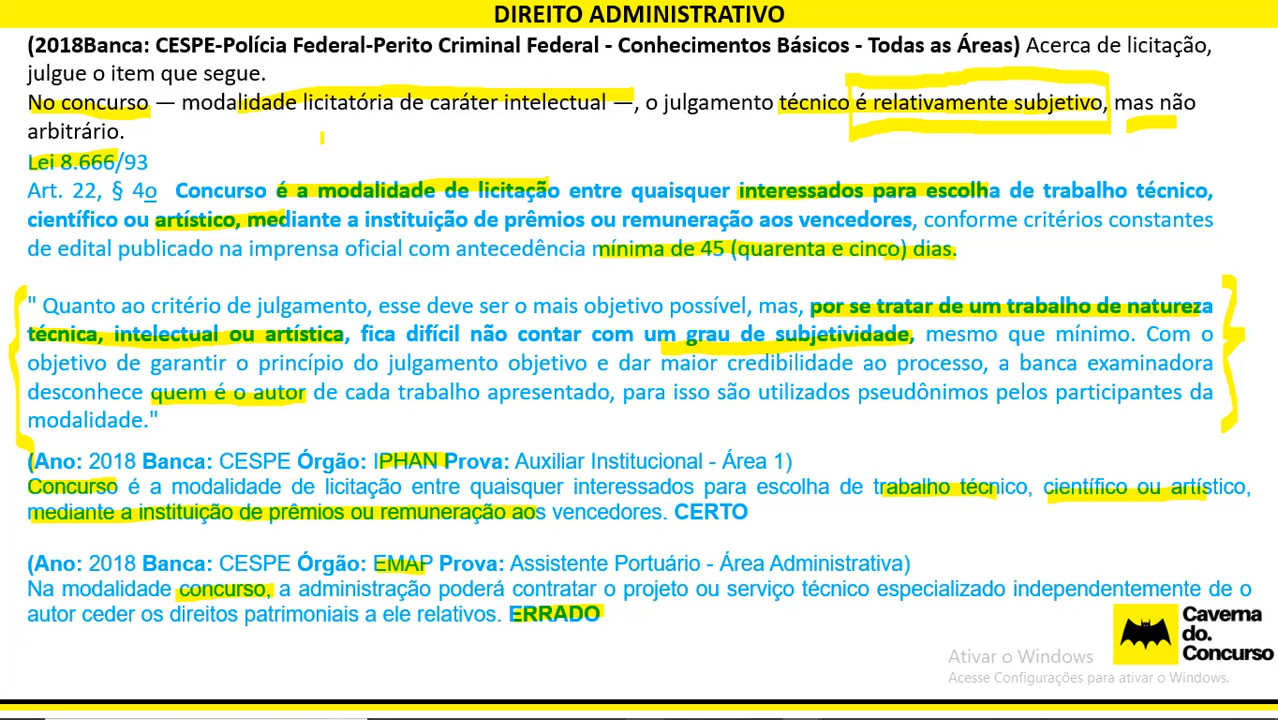 DIREITO ADMINISTRATIVO
(2018Banca: CESPE-Polícia Federal-Perito Criminal Federal - Conhecimentos Básicos - Todas as Áreas) Acerca de licitação,
julgue o item que segue.
No concurso — modalidade licitatória de caráter intelectual —, o julgamento técnico é relativamente subjetivo, mas não
arbitrário.
Lei 8.666/93
Art. 22, § 4o Concurso é a modalidade de licitação entre quaisquer interessados para escolha de trabalho técnico,
científico ou artístico, mediante a instituição de prêmios ou remuneração aos vencedores, conforme critérios constantes
de edital publicado na imprensa oficial com antecedência mínima de 45 (quarenta e cinco) dias.
" Quanto ao critério de julgamento, esse deve ser o mais objetivo possível, mas, por se tratar de um trabalho de natureza
técnica, intelectual ou artística, fica difícil não contar com um grau de subjetividade, mesmo que mínimo. Com o
objetivo de garantir o princípio do julgamento objetivo e dar maior credibilidade ao processo, a banca examinadora
desconhece quem é o autor de cada trabalho apresentado, para isso são utilizados pseudônimos pelos participantes da
modalidade."
(Ano: 2018 Banca: CESPE Órgão: IPHAN Prova: Auxiliar Institucional - Área 1)
Concurso é a modalidade de licitação entre quaisquer interessados para escolha de trabalho técnico, científico ou artístico,
mediante a instituição de prêmios ou remuneração aos vencedores. CERTO
(Ano: 2018 Banca: CESPE Órgão: EMAP Prova: Assistente Portuário - Área Administrativa)
Na modalidade concurso, a administração poderá contratar o projeto ou serviço técnico especializado independentemente de o
autor ceder os direitos patrimoniais a ele relativos. ERRADO
Caverna
do.
Concurso
Ativar o Windows
Acesse Configurações para ativar o Windows.